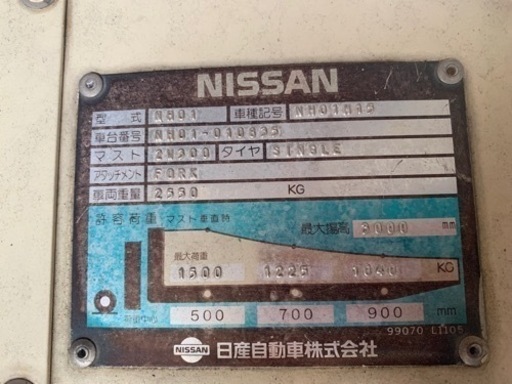 NISSAN
型式 NH01 車種記号 NH01M15
車台番号 NH01-010835
マスト 2W300 タイヤ SINGLE
アタッチメント FORK
車両重量 2550 KG
許容荷重 マスト垂直時 最大揚高 3000 mm
最大荷重
1500 1225 1040 KG
500 700 900 mm
99070 L1105
NISSAN 日産自動車株式会社